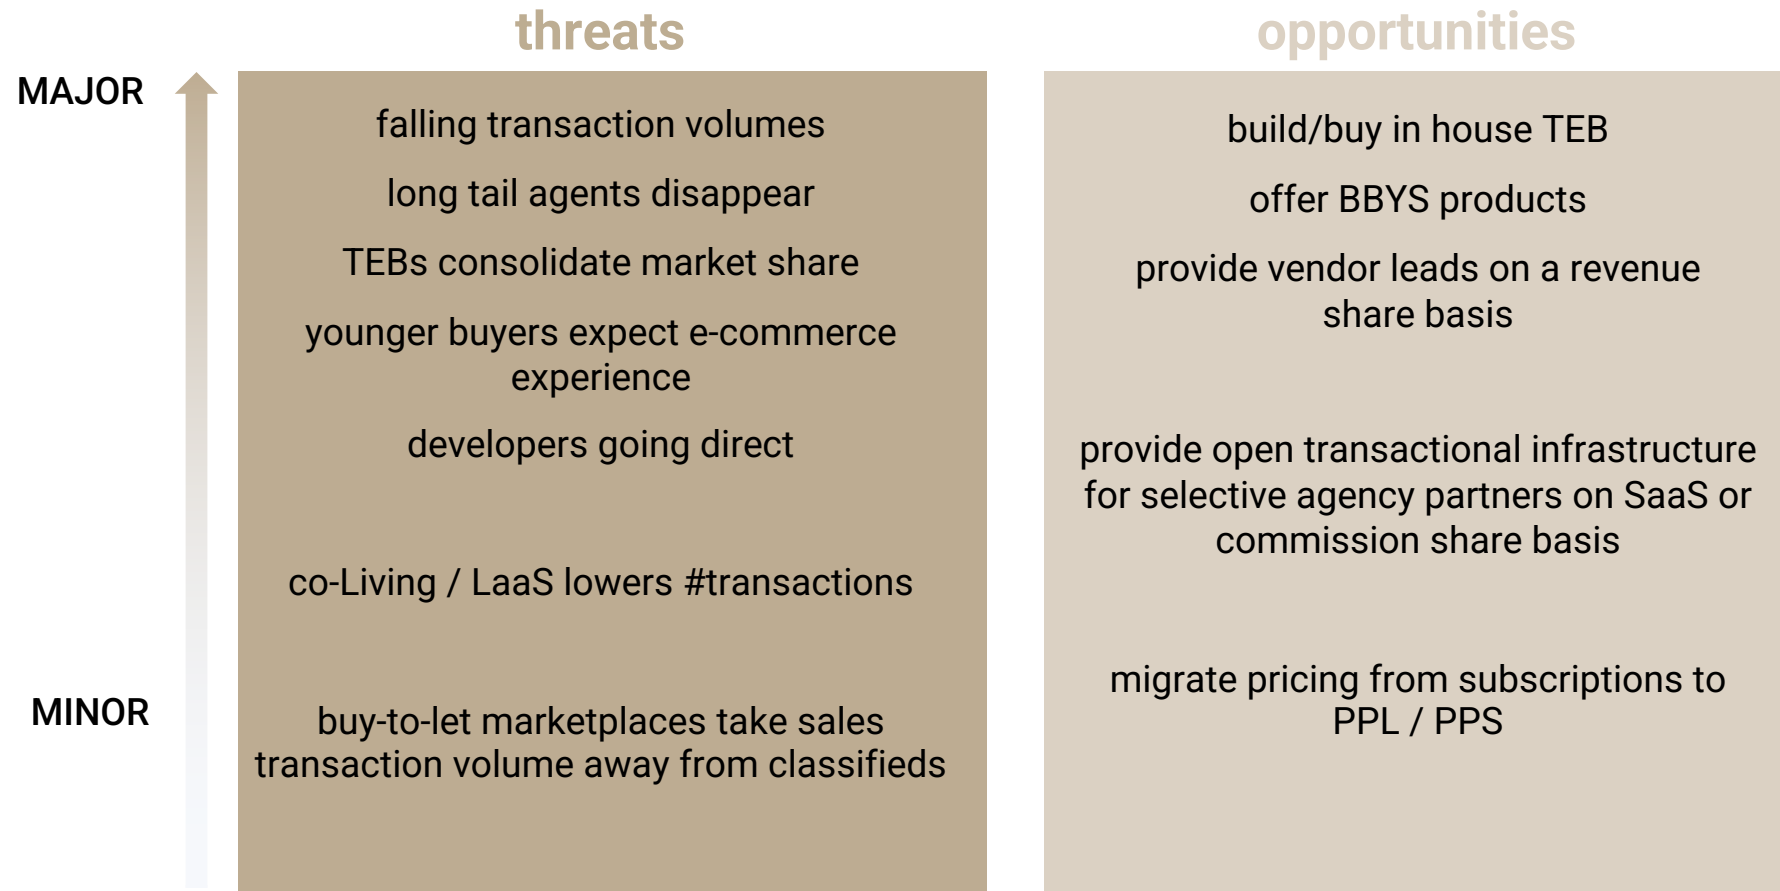 threats
opportunities
MAJOR
falling transaction volumes
long tail agents disappear
TEBs consolidate market share
younger buyers expect e-commerce
experience
developers going direct
co-Living / LaaS lowers #transactions
MINOR
buy-to-let marketplaces take sales
transaction volume away from classifieds
build/buy in house TEB
offer BBYS products
provide vendor leads on a revenue
share basis
provide open transactional infrastructure
for selective agency partners on SaaS or
commission share basis
migrate pricing from subscriptions to
PPL / PPS